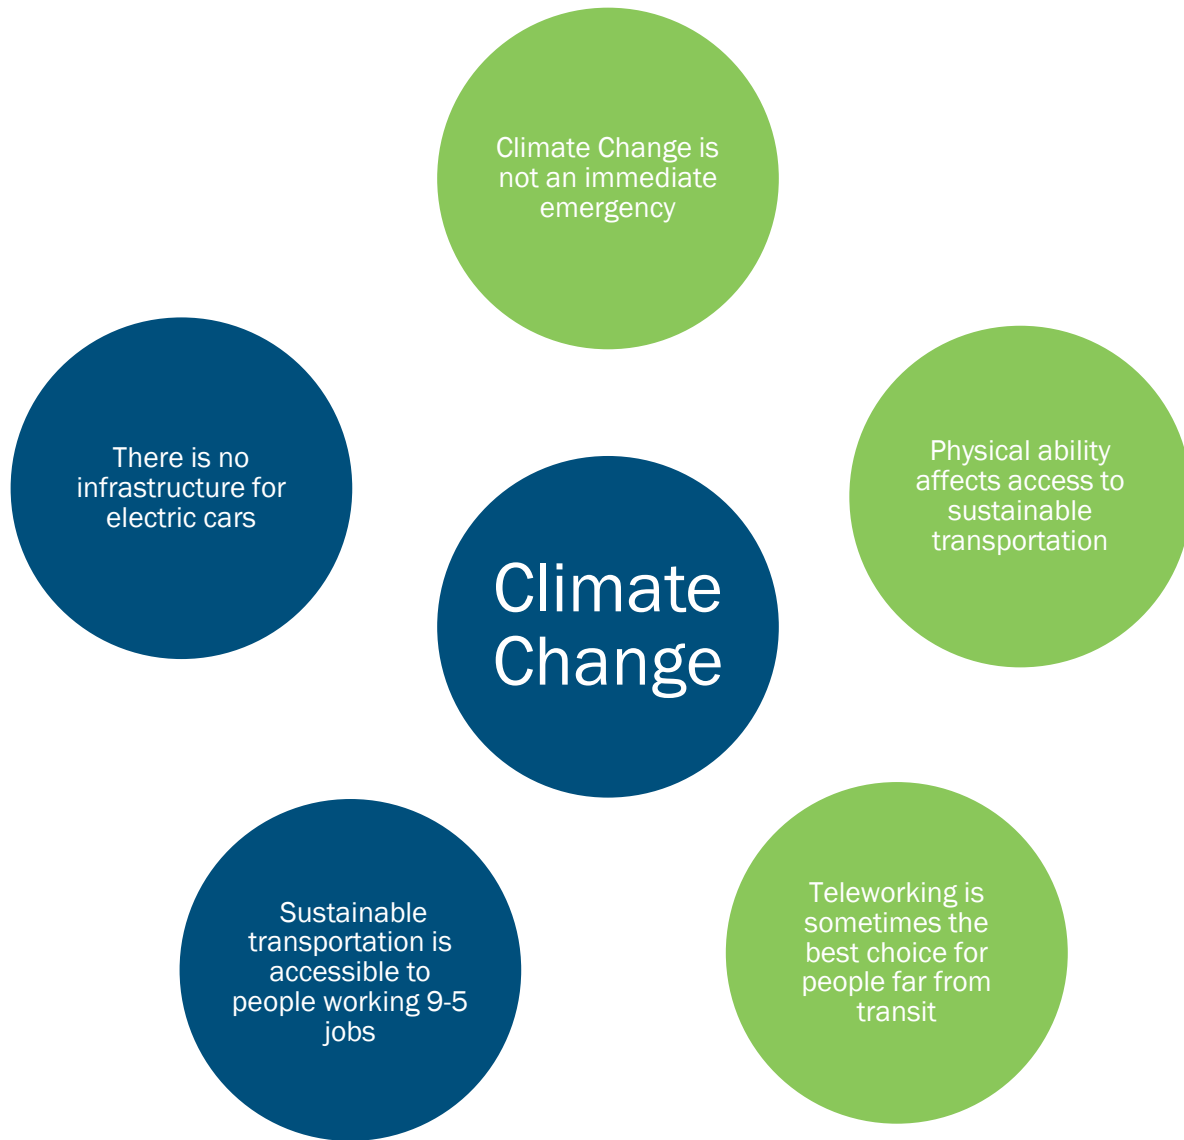 Climate Change is
not an immediate
emergency
There is no
infrastructure for
electric cars
Physical ability
affects access to
sustainable
transportation
Climate
Change
Sustainable
transportation is
accessible to
people working 9-5
jobs
Teleworking is
sometimes the
best choice for
people far from
transit